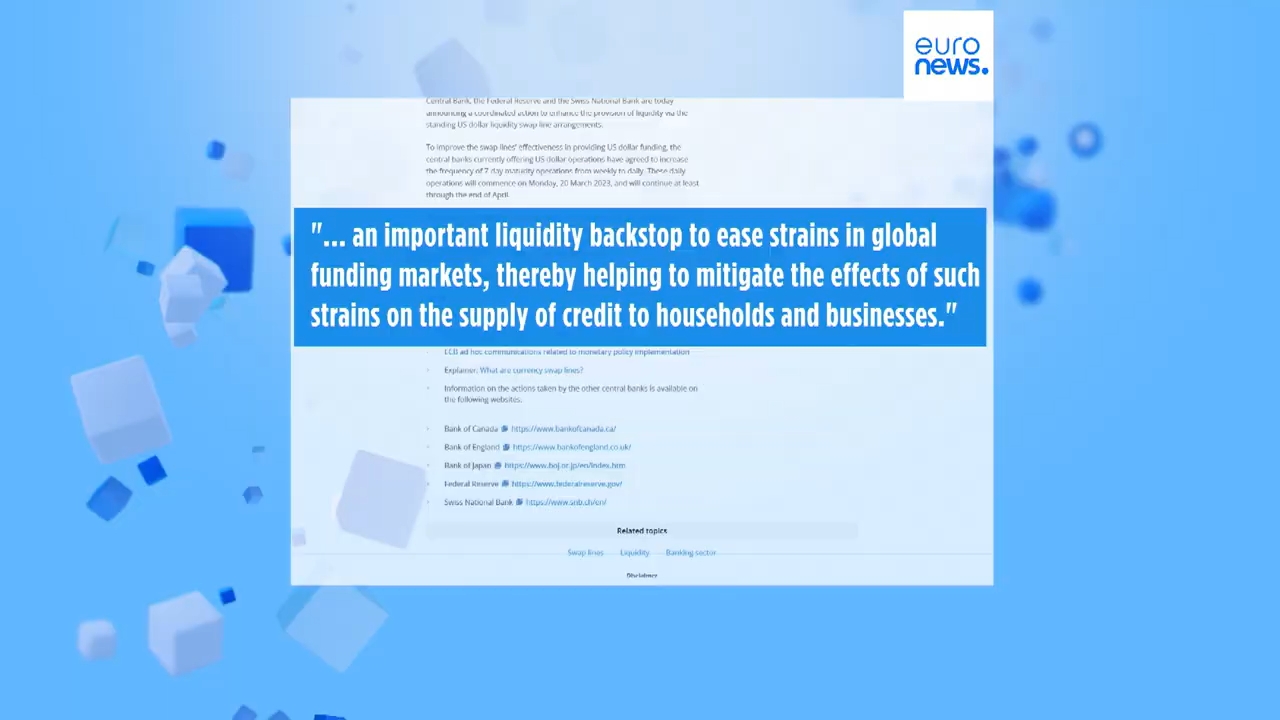 euro
news.
Central Bank, the Federal Reserve and the Swiss National Bank are today
announcing a coordinated action to enhance the provision of liquidity via the
standing US dollar liquidity swap line arrangements.
To improve the swap lines' effectiveness in providing US dollar funding, the
central banks currently offering US dollar operations have agreed to increase
the frequency of 7 day maturity operations from weekly to daily. These daily
operations will commence on Monday, 20 March 2023, and will continue at least
through the end of April.
"... an important liquidity backstop to ease strains in global
funding markets, thereby helping to mitigate the effects of such
strains on the supply of credit to households and businesses."
ECB ad hoc communications related to monetary policy implementation
Explainer: What are currency swap lines?
Information on the actions taken by the other central banks is available on
the following websites:
Bank of Canada https://www.bankofcanada.ca/
Bank of England https://www.bankofengland.co.uk/
Bank of Japan https://www.boj.or.jp/en/index.htm
Federal Reserve https://www.federalreserve.gov/
Swiss National Bank https://www.snb.ch/en/
Related topics
Swap lines Liquidity Banking sector
Disclaimer